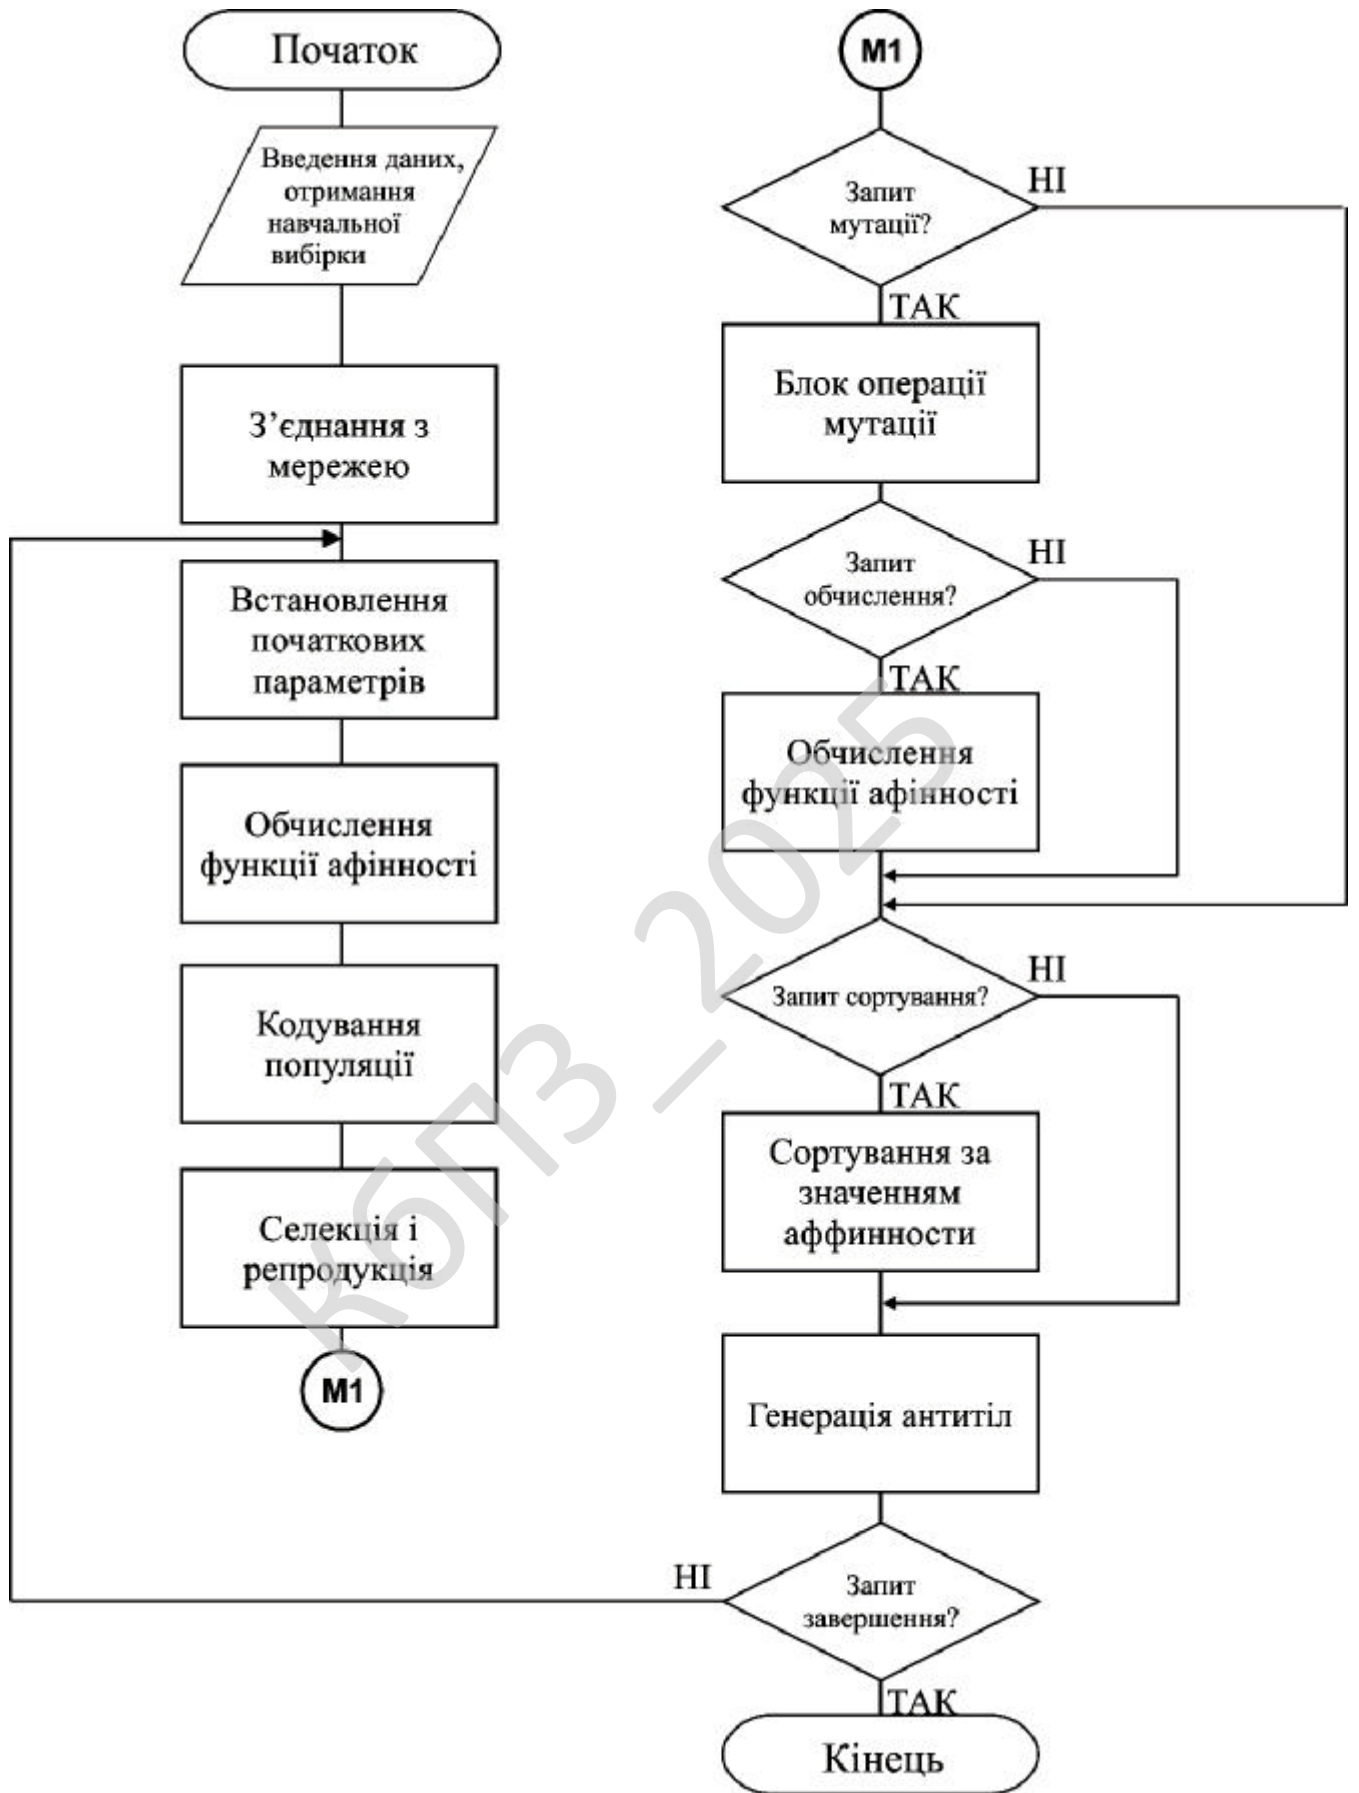 Початок
Введення даних,
отримання
навчальної
вибірки
З’єднання з
мережею
Встановлення
початкових
параметрів
Обчислення
функції афінності
Кодування
популяції
Селекція і
репродукція
М1
М1
Запит
мутації?
НІ
ТАК
Блок операції
мутації
Запит
обчислення?
НІ
ТАК
Обчислення
функції афінності
Запит сортування?
НІ
ТАК
Сортування за
значенням
аффинности
Генерація антитіл
Запит
завершення?
НІ
ТАК
Кінець
КбПЗ_2025